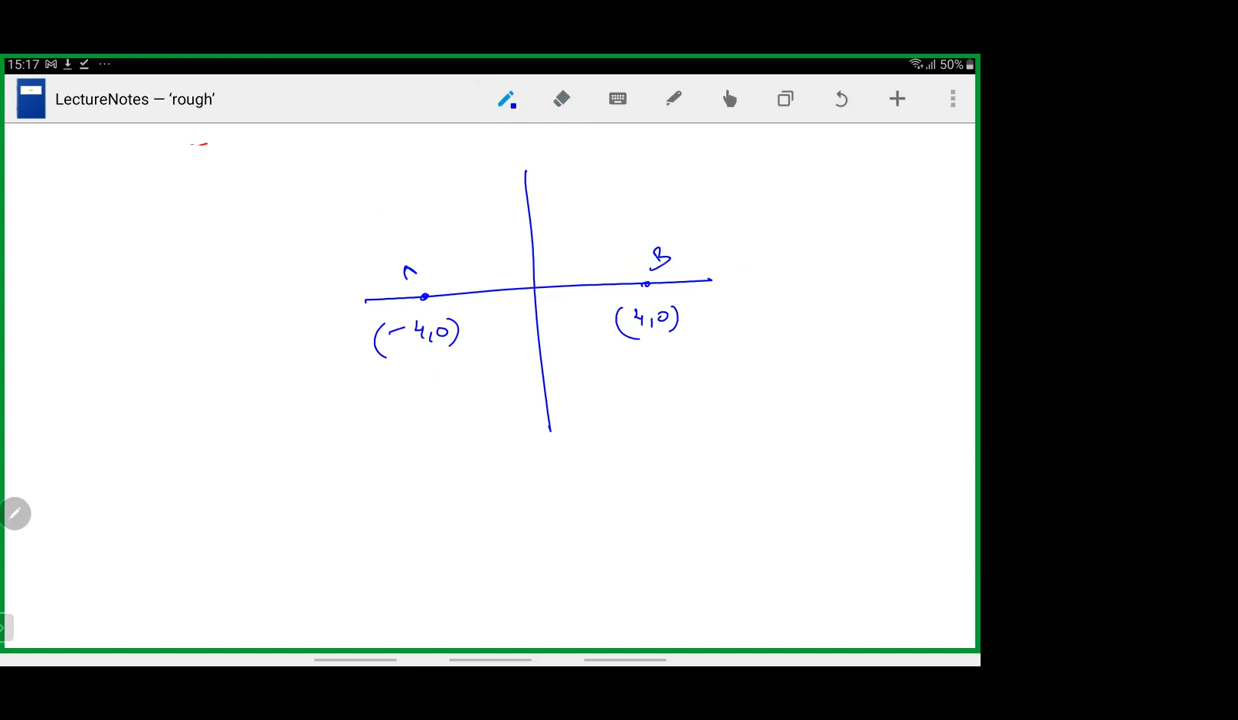 15:17 ... 50%
LectureNotes — ‘rough’
B
(-4,0) (4,0)